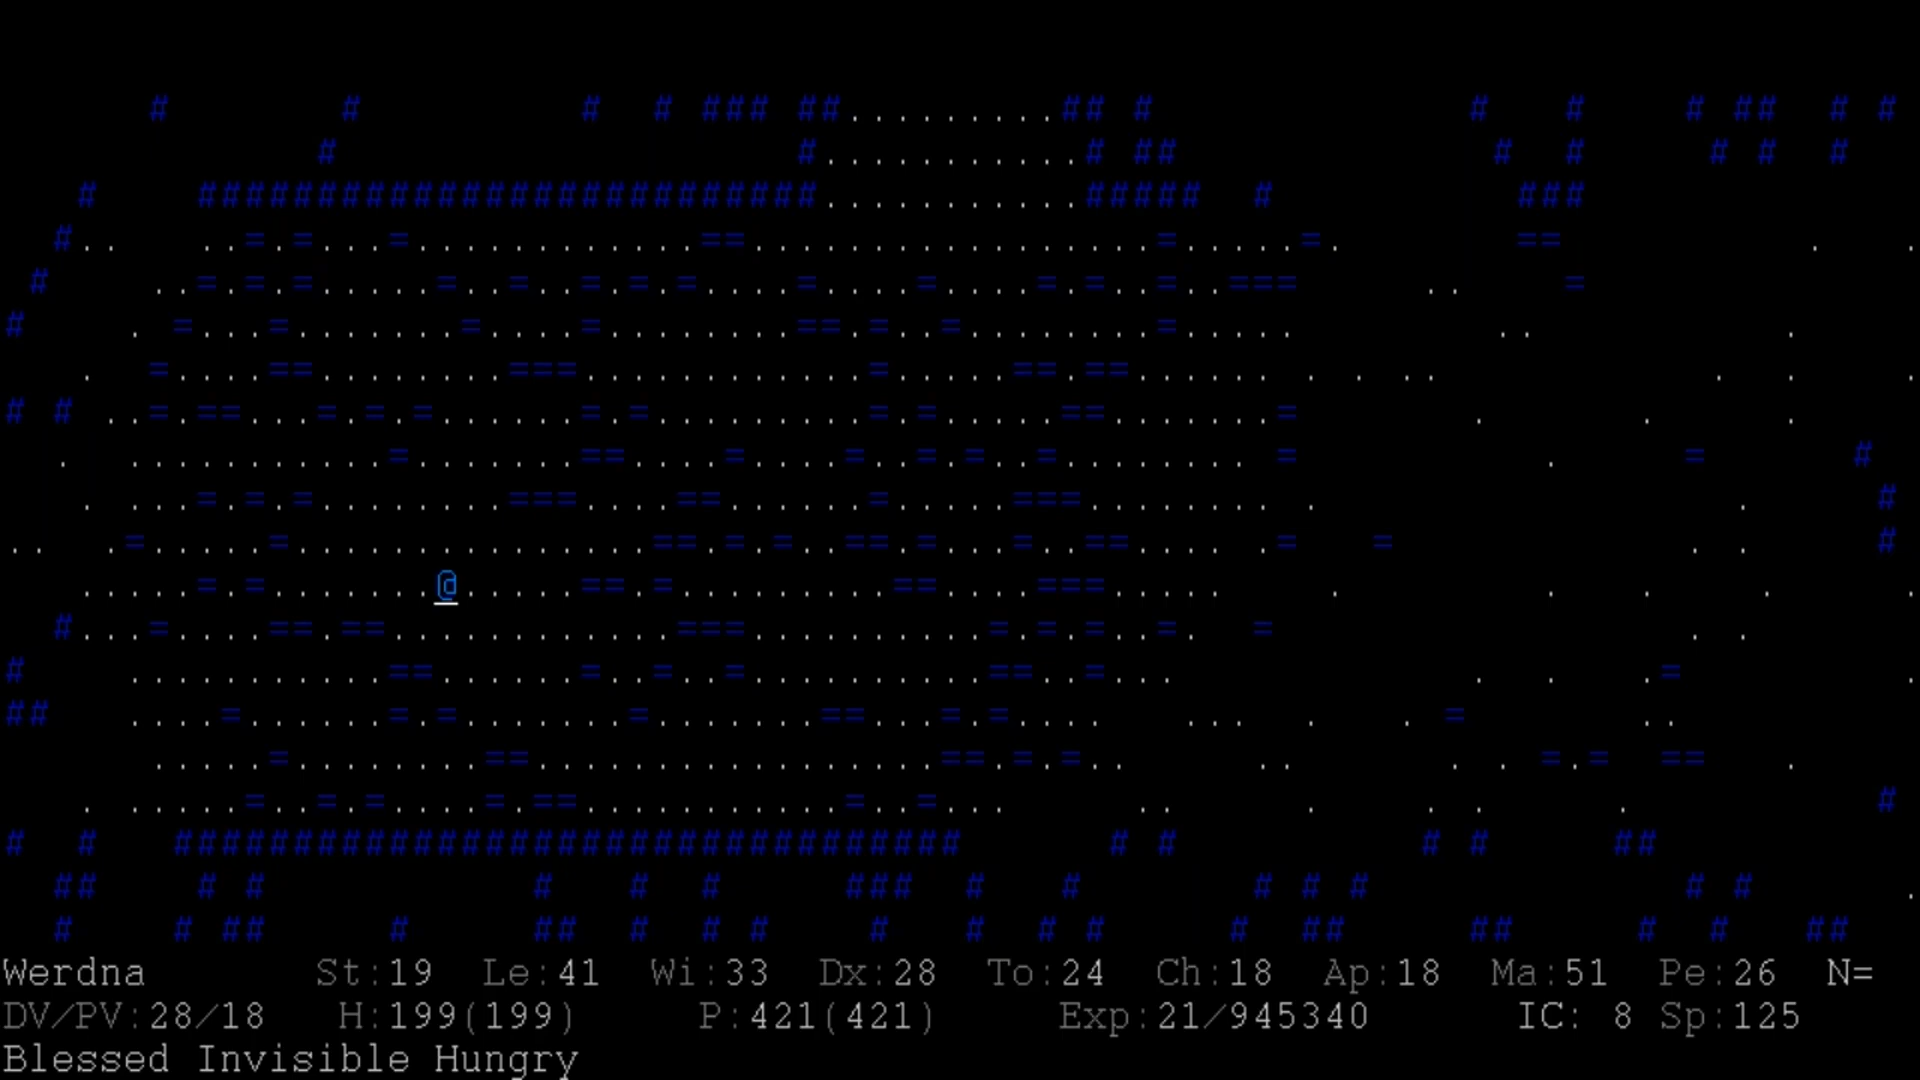 Werdna St:19 Le:41 Wi:33 Dx:28 To:24 Ch:18 Ap:18 Ma:51 Pe:26 N=
DV/PV:28/18 H:199(199) P:421(421) Exp:21/945340 IC: 8 Sp:125
Blessed Invisible Hungry